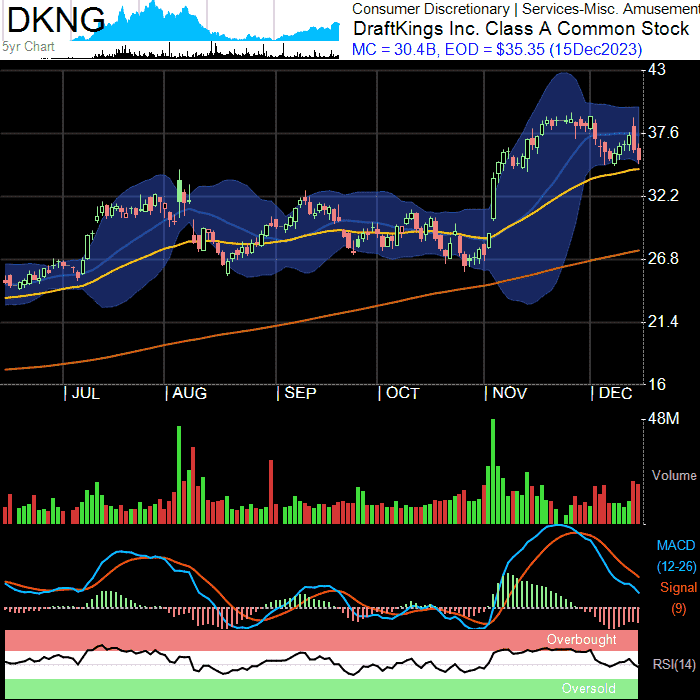 DKNG
5yr Chart
Consumer Discretionary | Services-Misc. Amusement
DraftKings Inc. Class A Common Stock
MC = 30.4B, EOD = $35.35 (15Dec2023)
43
37.6
32.2
26.8
21.4
16
| JUL | AUG | SEP | OCT | NOV | DEC
48M
Volume
MACD
(12-26)
Signal
(9)
Overbought
RSI(14)
Oversold